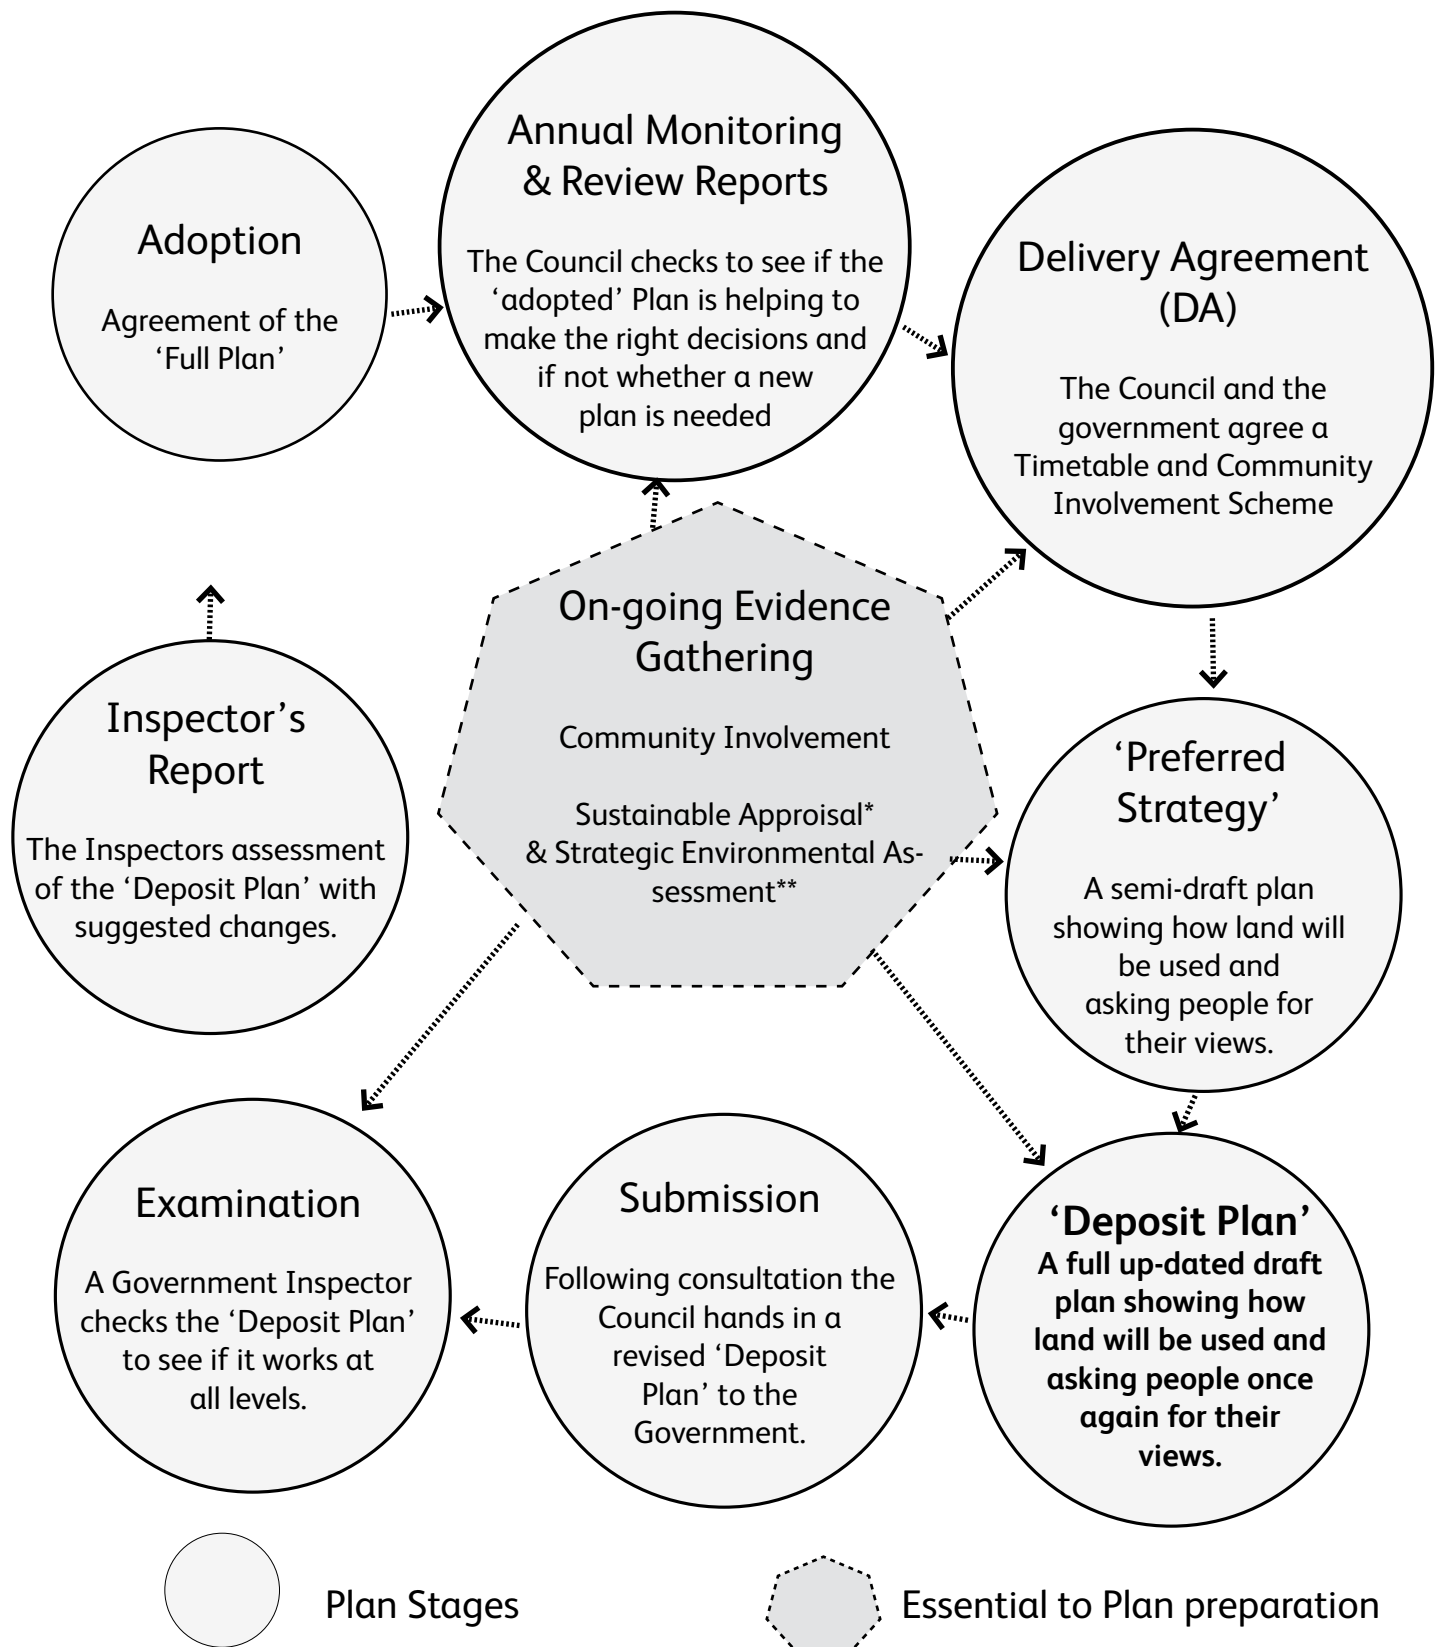 Annual Monitoring
& Review Reports
The Council checks to see if the
‘adopted’ Plan is helping to
make the right decisions and
if not whether a new
plan is needed
Delivery Agreement
(DA)
The Council and the
government agree a
Timetable and Community
Involvement Scheme
‘Preferred
Strategy’
A semi-draft plan
showing how land will
be used and
asking people for
their views.
‘Deposit Plan’
A full up-dated draft
plan showing how
land will be used and
asking people once
again for their
views.
Submission
Following consultation the
Council hands in a
revised ‘Deposit
Plan’ to the
Government.
Examination
A Government Inspector
checks the ‘Deposit Plan’
to see if it works at
all levels.
Inspector’s
Report
The Inspectors assessment
of the ‘Deposit Plan’ with
suggested changes.
Adoption
Agreement of the
‘Full Plan’
On-going Evidence
Gathering
Community Involvement
Sustainable Appraisal*
& Strategic Environmental As-
sessment**
Plan Stages
Essential to Plan preparation